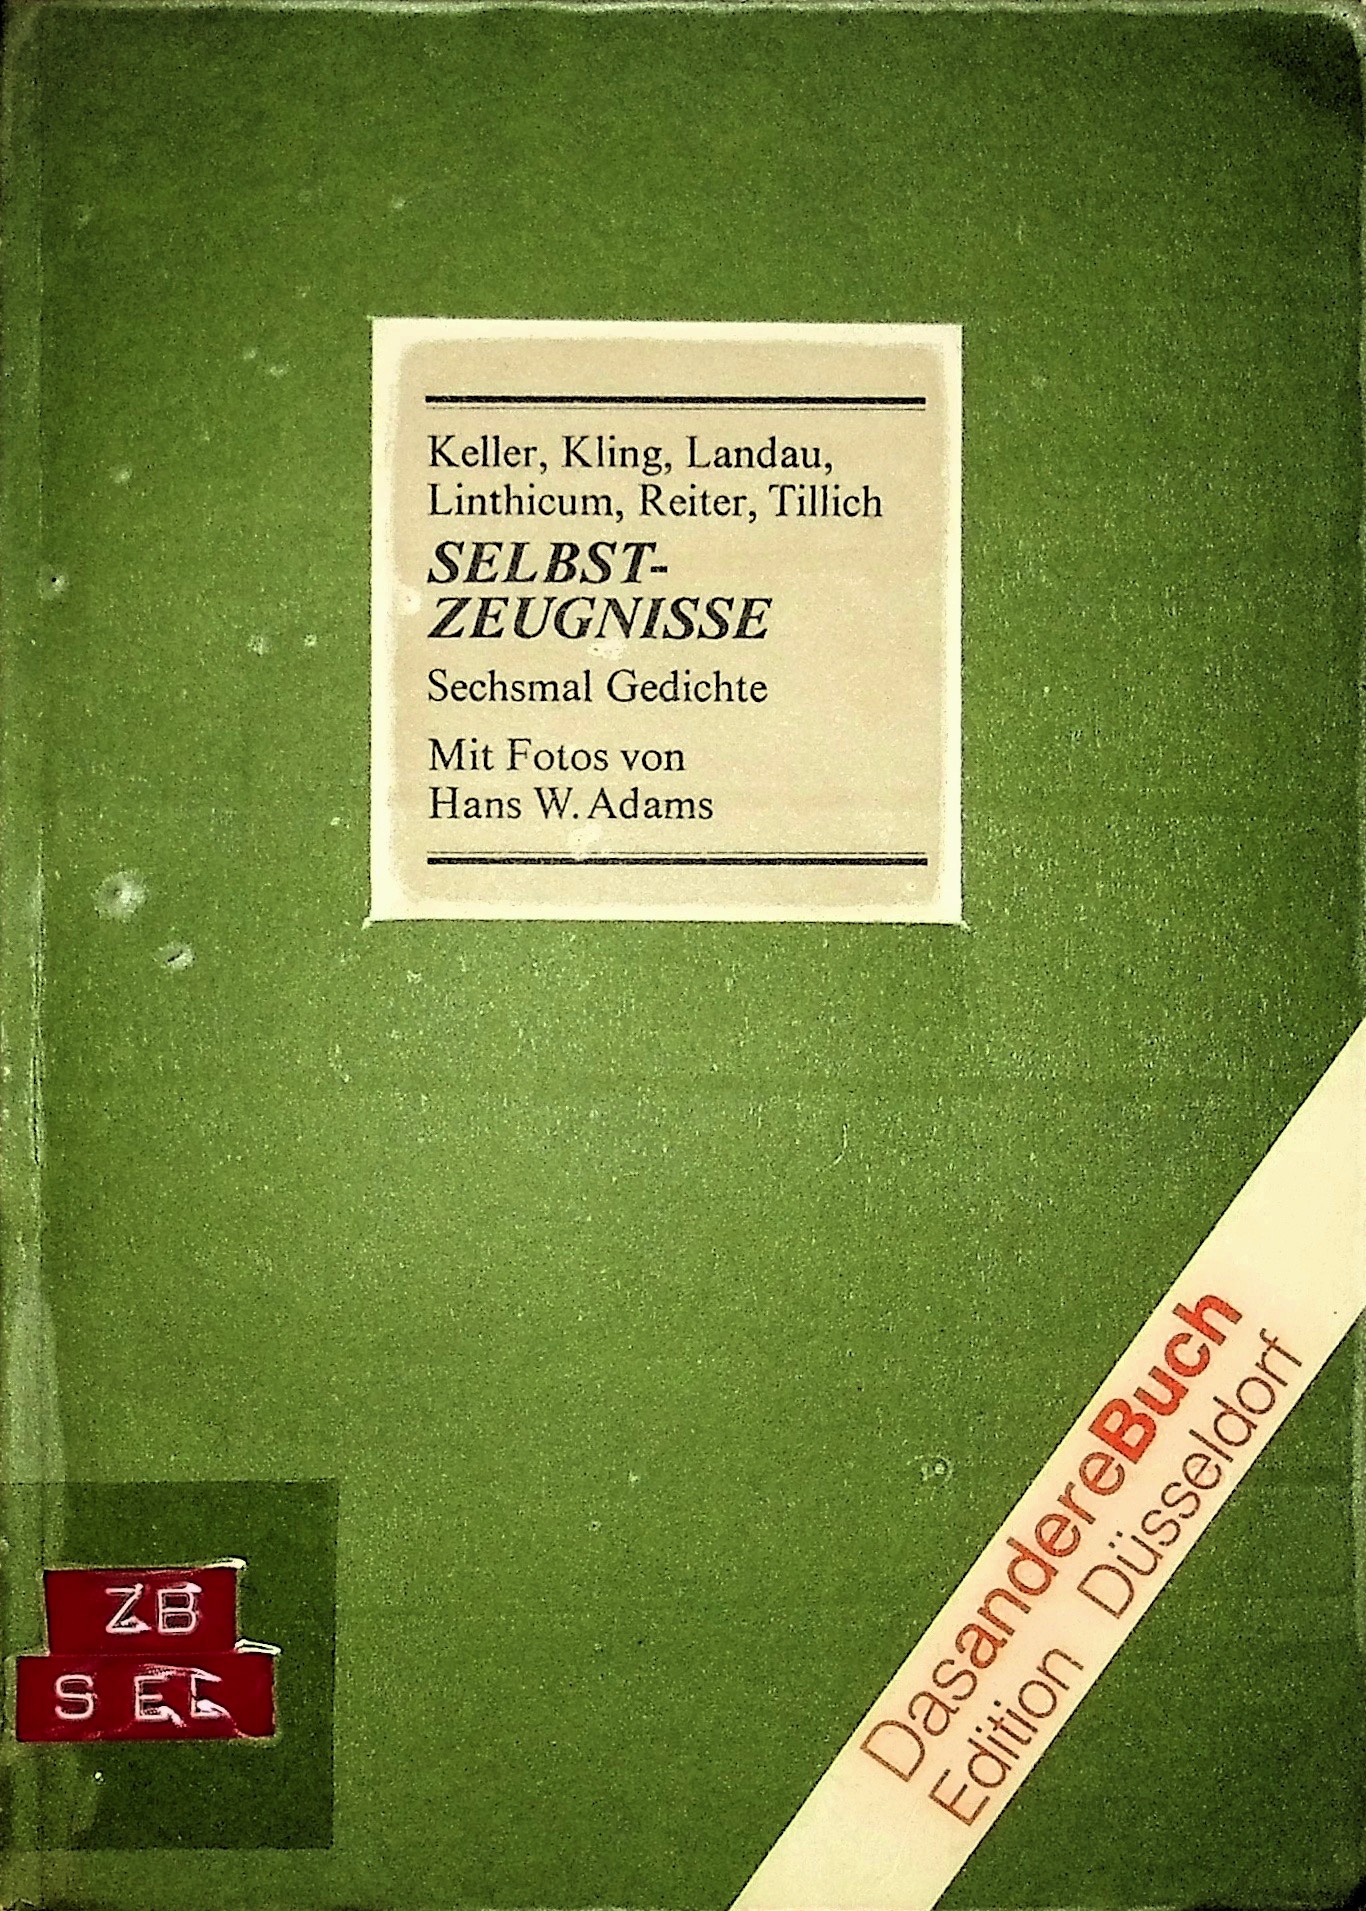 Keller, Kling, Landau,
Linthicum, Reiter, Tillich
SELBST-
ZEUGNISSE
Sechsmal Gedichte
Mit Fotos von
Hans W. Adams
DasandereBuch
Edition Düsseldorf
ZB
SEL